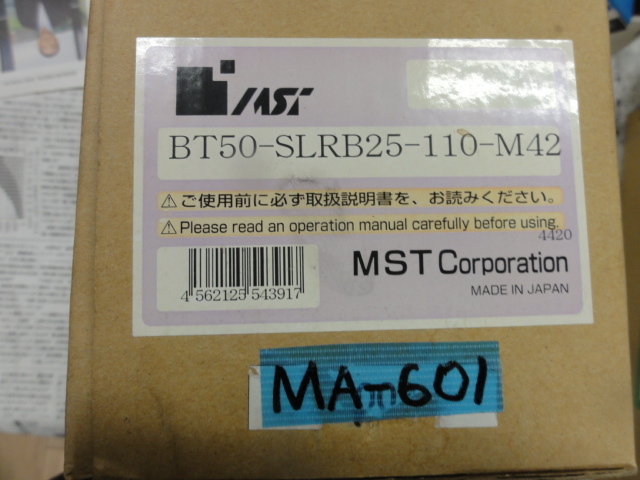 MST
BT50-SLRB25-110-M42
⚠ご使用前に必ず取扱説明書を、お読みください。
⚠Please read an operation manual carefully before using.
4420
MST Corporation
MADE IN JAPAN
4 562125 543917
MA-601